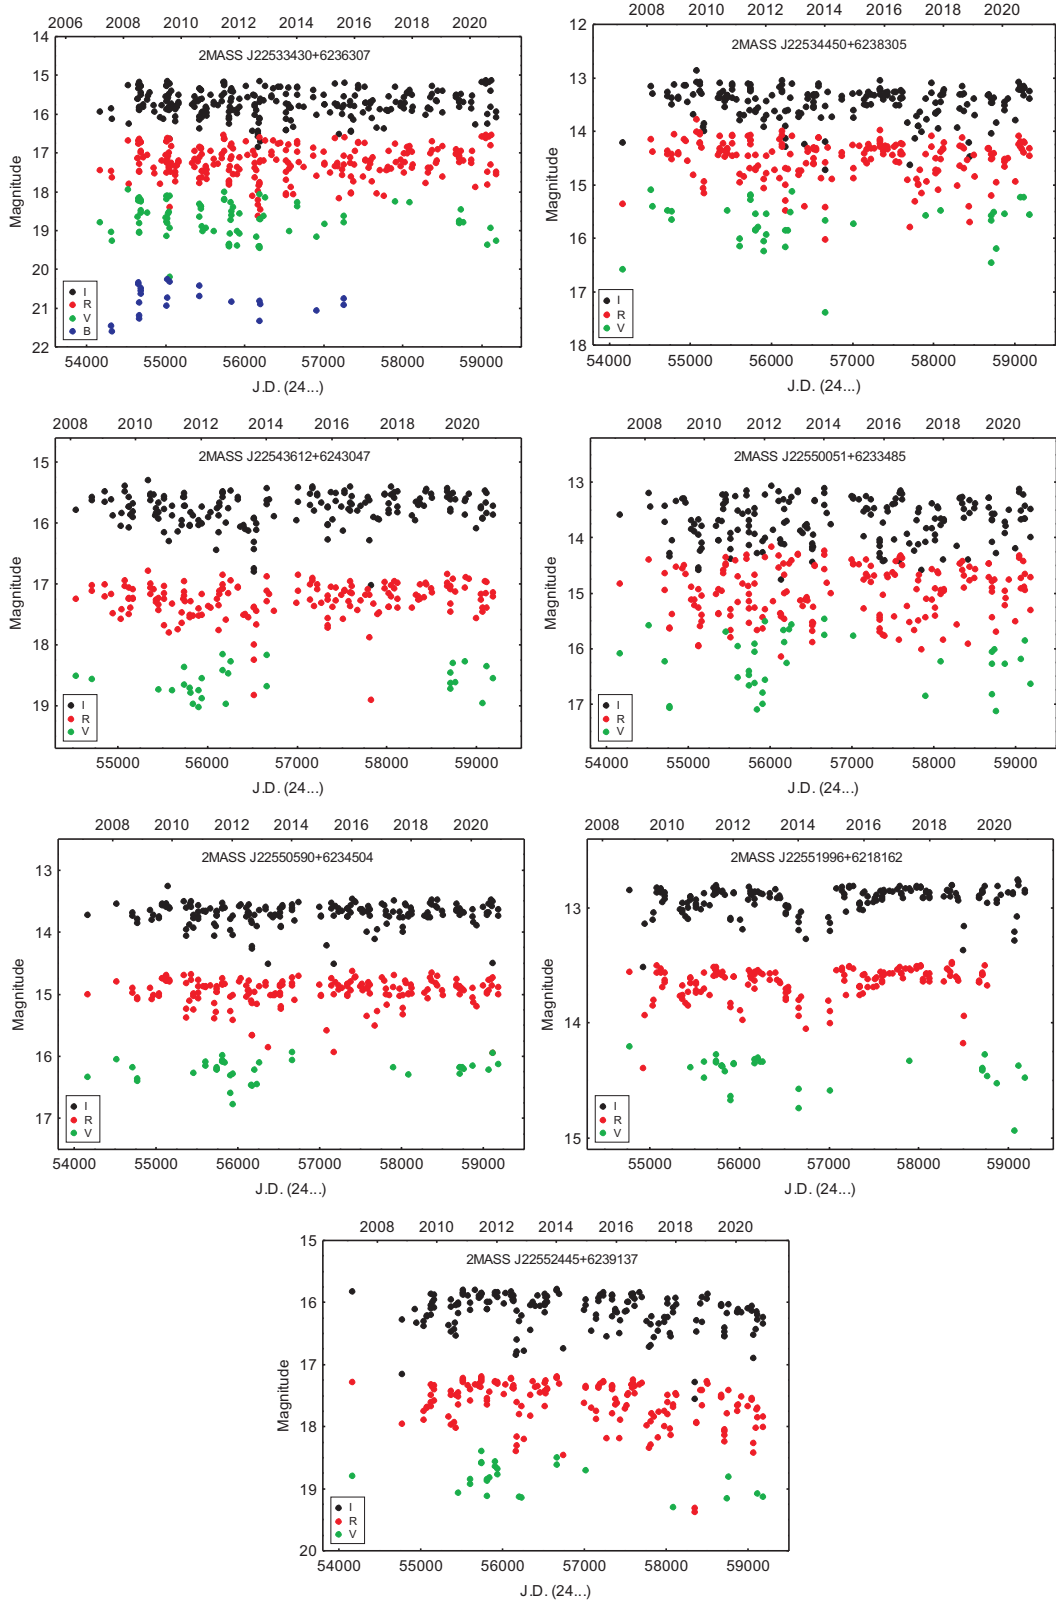 2006 2008 2010 2012 2014 2016 2018 2020
14
2MASS J22533430+6236307
15
16
17
18
19
20
21
22
Magnitude
I
R
V
B
54000 55000 56000 57000 58000 59000
J.D. (24...)
2008 2010 2012 2014 2016 2018 2020
12
2MASS J22534450+6238305
13
14
15
16
17
18
Magnitude
I
R
V
54000 55000 56000 57000 58000 59000
J.D. (24...)
2008 2010 2012 2014 2016 2018 2020
2MASS J22543612+6243047
15
16
17
18
19
Magnitude
I
R
V
55000 56000 57000 58000 59000
J.D. (24...)
2008 2010 2012 2014 2016 2018 2020
2MASS J22550051+6233485
13
14
15
16
17
Magnitude
I
R
V
54000 55000 56000 57000 58000 59000
J.D. (24...)
2008 2010 2012 2014 2016 2018 2020
2MASS J22550590+6234504
13
14
15
16
17
Magnitude
I
R
V
54000 55000 56000 57000 58000 59000
J.D. (24...)
2008 2010 2012 2014 2016 2018 2020
2MASS J22551996+6218162
13
14
15
Magnitude
I
R
V
55000 56000 57000 58000 59000
J.D. (24...)
2008 2010 2012 2014 2016 2018 2020
15
2MASS J22552445+6239137
16
17
18
19
20
Magnitude
I
R
V
54000 55000 56000 57000 58000 59000
J.D. (24...)